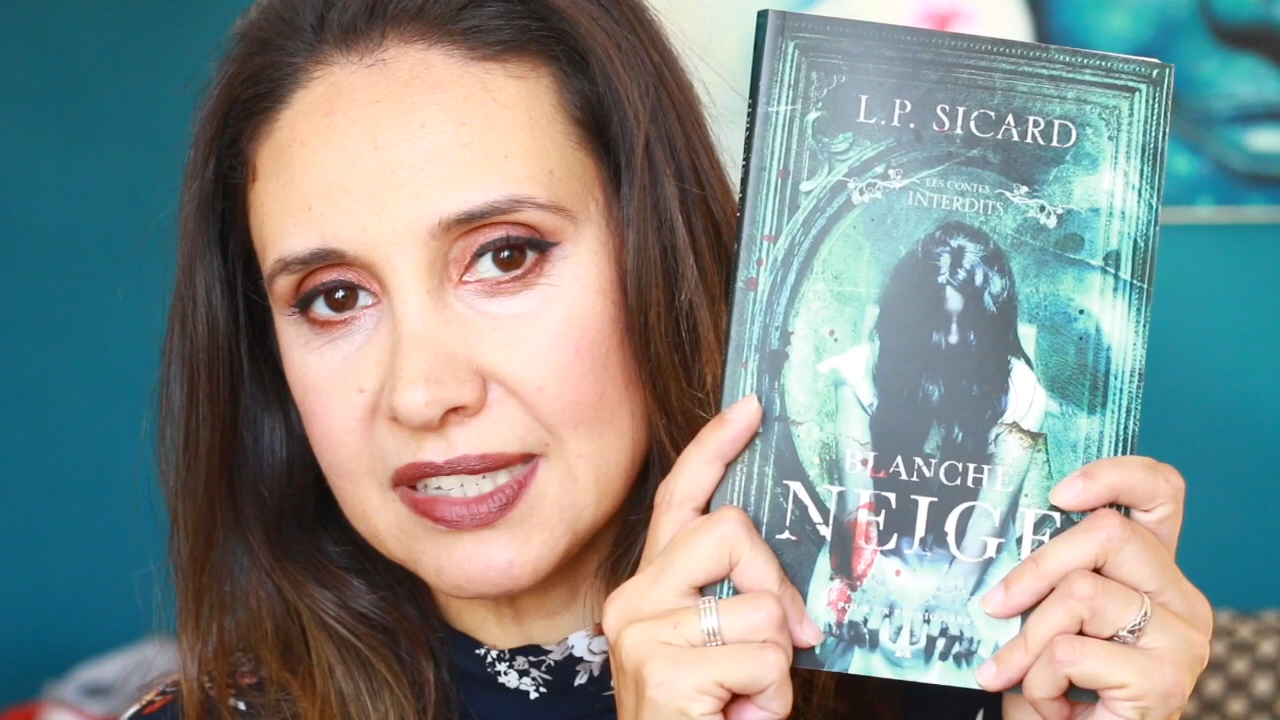 L.P. SICARD
LES CONTES
INTERDITS
BLANCHE
NEIGE